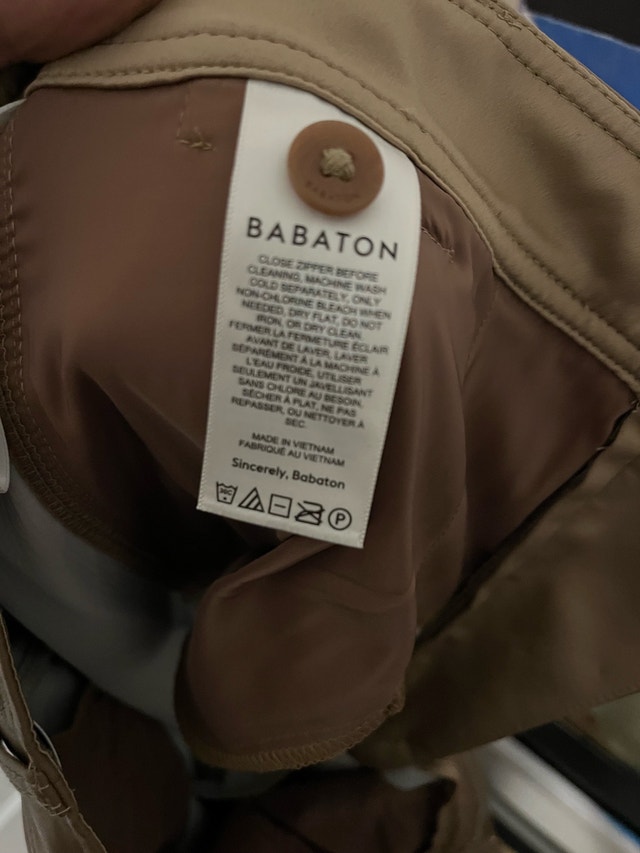 BABATON
BABATON
CLOSE ZIPPER BEFORE
CLEANING, MACHINE WASH
COLD SEPARATELY, ONLY
NON-CHLORINE BLEACH WHEN
NEEDED, DRY FLAT, DO NOT
IRON, OR DRY CLEAN.
FERMER LA FERMETURE ÉCLAIR
AVANT DE LAVER, LAVER
SÉPARÉMENT À LA MACHINE À
L'EAU FROIDE, UTILISER
SEULEMENT UN JAVELLISANT
SANS CHLORE AU BESOIN,
SÉCHER À PLAT, NE PAS
REPASSER, OU NETTOYER À
SEC.
MADE IN VIETNAM
FABRIQUÉ AU VIETNAM
Sincerely, Babaton
30C
P